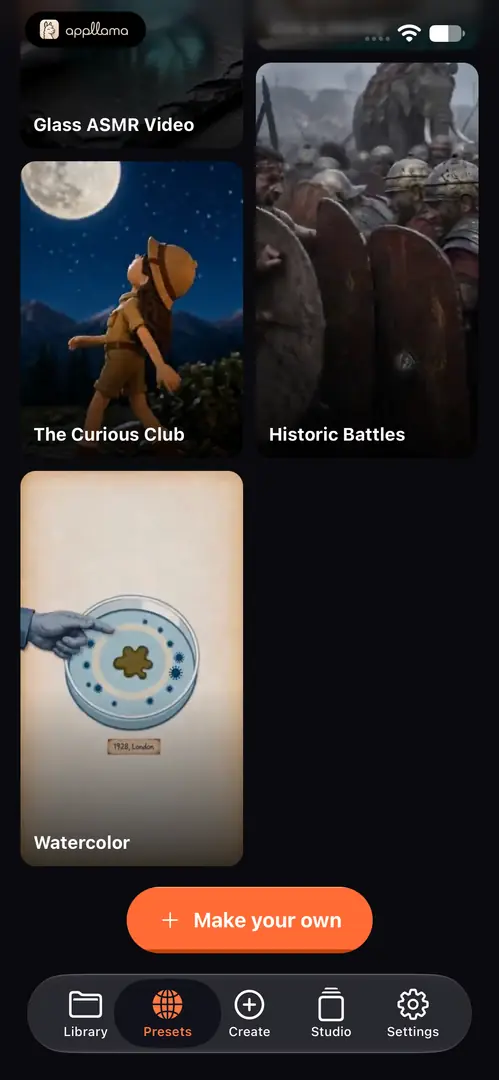 appllama
Glass ASMR Video
The Curious Club
Historic Battles
1928, London
Watercolor
Make your own
Library
Presets
Create
Studio
Settings